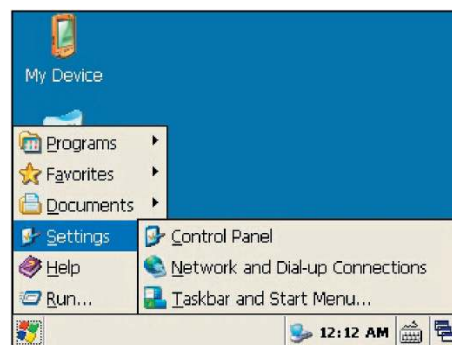 My Device
Programs
Favorites
Documents
Settings
Help
Run...
Control Panel
Network and Dial-up Connections
Taskbar and Start Menu...
12:12 AM